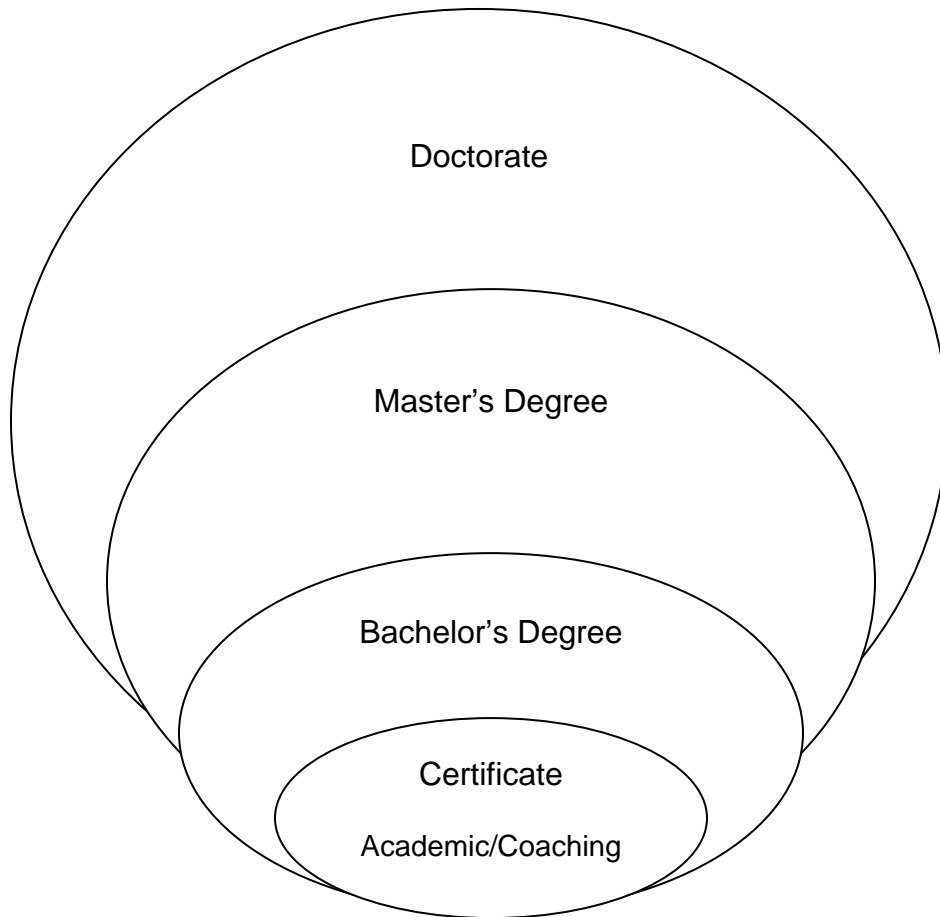 Doctorate
Master’s Degree
Bachelor’s Degree
Certificate
Academic/Coaching